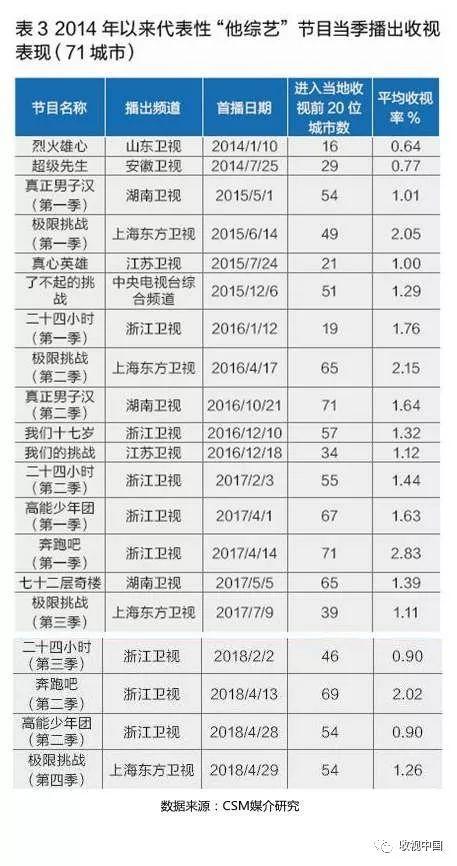 表 3 2014 年以来代表性“他综艺”节目当季播出收视
表现（71 城市）
节目名称 播出频道 首播日期 进入当地收视前 20 位城市数 平均收视率 %
烈火雄心 山东卫视 2014/1/10 16 0.64
超级先生 安徽卫视 2014/7/25 29 0.77
真正男子汉（第一季） 湖南卫视 2015/5/1 54 1.01
极限挑战（第一季） 上海东方卫视 2015/6/14 49 2.05
真心英雄 江苏卫视 2015/7/24 21 1.00
了不起的挑战 中央电视台综合频道 2015/12/6 51 1.29
二十四小时（第一季） 浙江卫视 2016/1/12 19 1.76
极限挑战（第二季） 上海东方卫视 2016/4/17 65 2.15
真正男子汉（第二季） 湖南卫视 2016/10/21 71 1.64
我们十七岁 浙江卫视 2016/12/10 57 1.32
我们的挑战 江苏卫视 2016/12/18 34 1.12
二十四小时（第二季） 浙江卫视 2017/2/3 55 1.44
高能少年团（第一季） 浙江卫视 2017/4/1 67 1.63
奔跑吧（第一季） 浙江卫视 2017/4/14 71 2.83
七十二层奇楼 湖南卫视 2017/5/5 65 1.39
极限挑战（第三季） 上海东方卫视 2017/7/9 39 1.11
二十四小时（第三季） 浙江卫视 2018/2/2 46 0.90
奔跑吧（第二季） 浙江卫视 2018/4/13 69 2.02
高能少年团（第二季） 浙江卫视 2018/4/28 54 0.90
极限挑战（第四季） 上海东方卫视 2018/4/29 54 1.26
数据来源：CSM媒介研究
收视中国